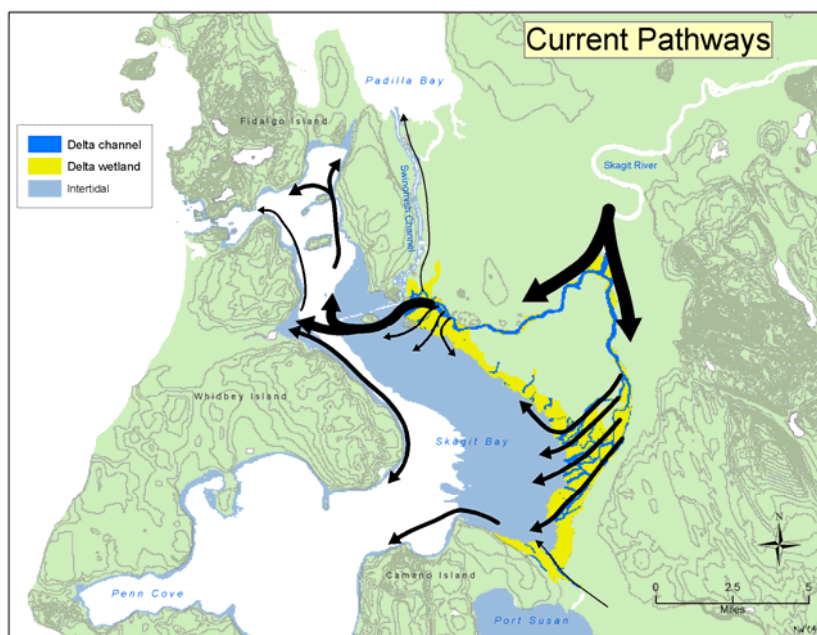 Current Pathways
Padilla Bay
Fidalgo Island
Delta channel
Delta wetland
Intertidal
Skagit River
Swinomish Channel
Whidbey Island
Skagit Bay
N
Camano Island
Penn Cove
Port Susan
0 2.5 5
Miles